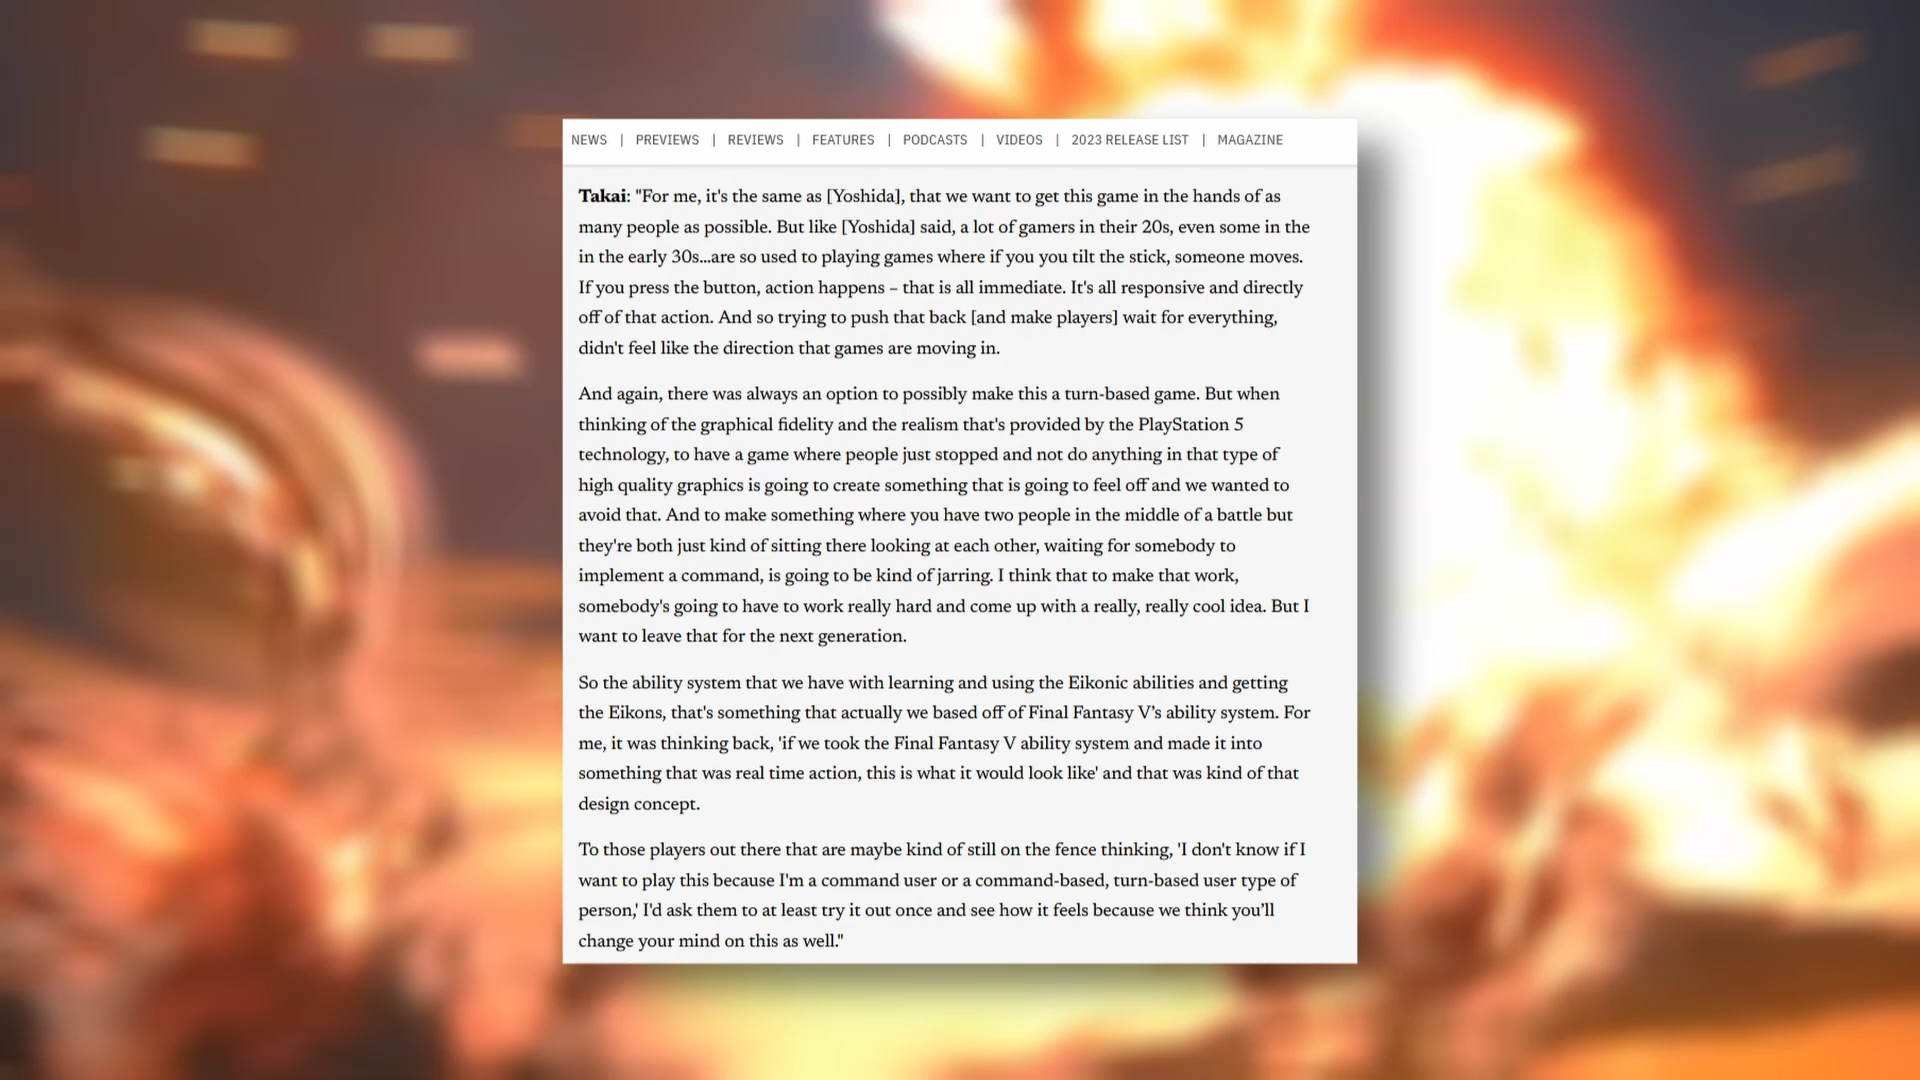 NEWS | PREVIEWS | REVIEWS | FEATURES | PODCASTS | VIDEOS | 2023 RELEASE LIST | MAGAZINE
Takai: "For me, it's the same as [Yoshida], that we want to get this game in the hands of as
many people as possible. But like [Yoshida] said, a lot of gamers in their 20s, even some in the
in the early 30s...are so used to playing games where if you you tilt the stick, someone moves.
If you press the button, action happens – that is all immediate. It's all responsive and directly
off of that action. And so trying to push that back [and make players] wait for everything,
didn't feel like the direction that games are moving in.
And again, there was always an option to possibly make this a turn-based game. But when
thinking of the graphical fidelity and the realism that's provided by the PlayStation 5
technology, to have a game where people just stopped and not do anything in that type of
high quality graphics is going to create something that is going to feel off and we wanted to
avoid that. And to make something where you have two people in the middle of a battle but
they're both just kind of sitting there looking at each other, waiting for somebody to
implement a command, is going to be kind of jarring. I think that to make that work,
somebody's going to have to work really hard and come up with a really, really cool idea. But I
want to leave that for the next generation.
So the ability system that we have with learning and using the Eikonic abilities and getting
the Eikons, that's something that actually we based off of Final Fantasy V's ability system. For
me, it was thinking back, 'if we took the Final Fantasy V ability system and made it into
something that was real time action, this is what it would look like' and that was kind of that
design concept.
To those players out there that are maybe kind of still on the fence thinking, 'I don't know if I
want to play this because I'm a command user or a command-based, turn-based user type of
person,' I'd ask them to at least try it out once and see how it feels because we think you'll
change your mind on this as well."